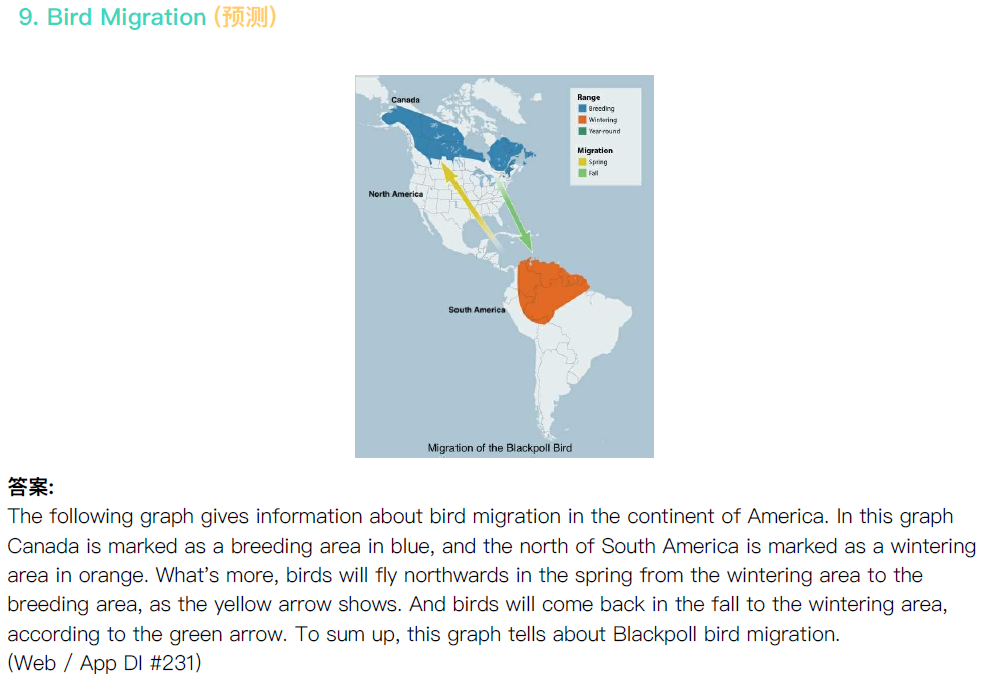 9. Bird Migration (预测)
Canada
Range
Breeding
Wintering
Year-round
Migration
Spring
Fall
North America
South America
Migration of the Blackpoll Bird
答案:
The following graph gives information about bird migration in the continent of America. In this graph
Canada is marked as a breeding area in blue, and the north of South America is marked as a wintering
area in orange. What's more, birds will fly northwards in the spring from the wintering area to the
breeding area, as the yellow arrow shows. And birds will come back in the fall to the wintering area,
according to the green arrow. To sum up, this graph tells about Blackpoll bird migration.
(Web / App DI #231)